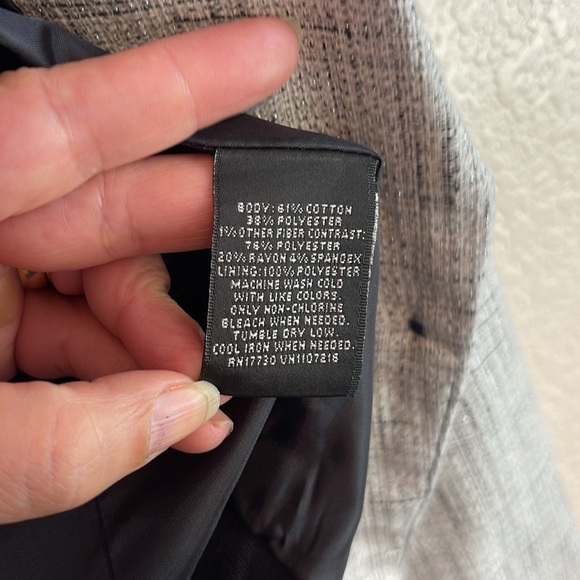 BODY: 61% COTTON
38% POLYESTER
1% OTHER FIBER CONTRAST:
76% POLYESTER
20% RAYON 4% SPANDEX
LINING: 100% POLYESTER
MACHINE WASH COLD
WITH LIKE COLORS.
ONLY NON-CHLORINE
BLEACH WHEN NEEDED.
TUMBLE DRY LOW.
COOL IRON WHEN NEEDED.
RN17730 VN1107216